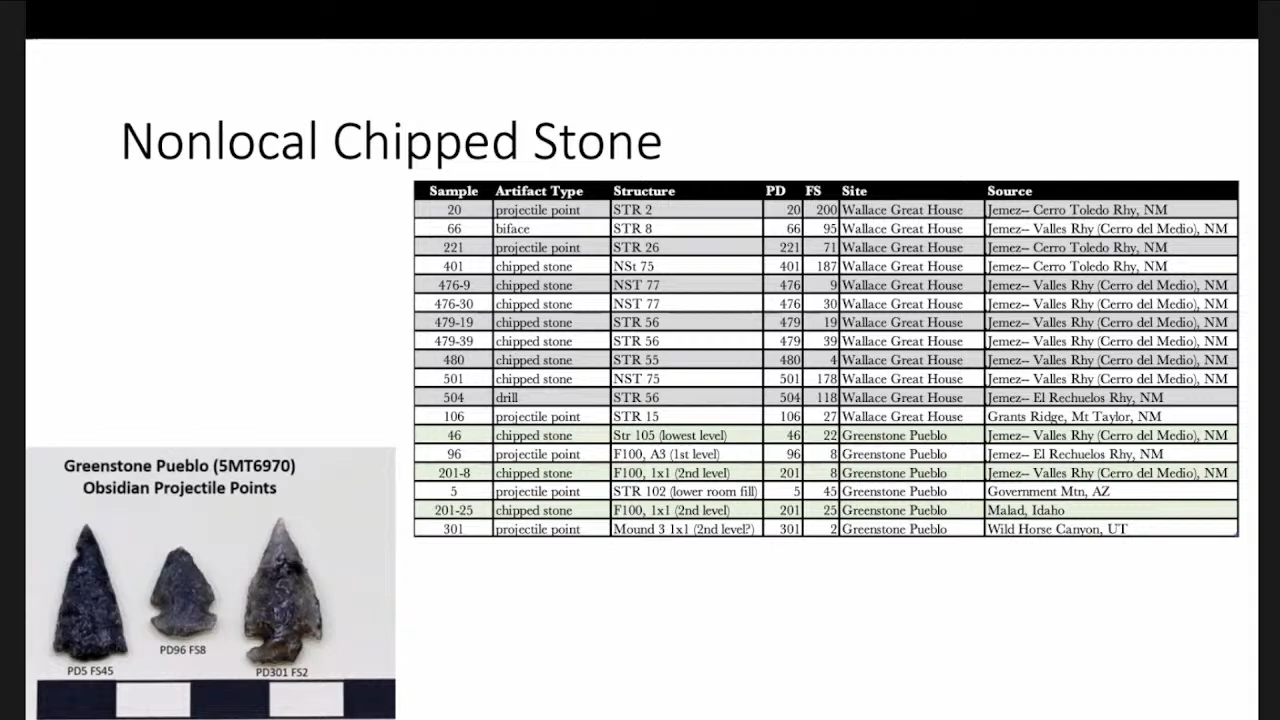 Nonlocal Chipped Stone
Sample Artifact Type Structure PD FS Site Source
20 projectile point STR 2 20 200 Wallace Great House Jemez-- Cerro Toledo Rhy, NM
66 biface STR 8 66 95 Wallace Great House Jemez-- Valles Rhy (Cerro del Medio), NM
221 projectile point STR 26 221 71 Wallace Great House Jemez-- Cerro Toledo Rhy, NM
401 chipped stone NSt 75 401 187 Wallace Great House Jemez-- Cerro Toledo Rhy, NM
476-9 chipped stone NST 77 476 9 Wallace Great House Jemez-- Valles Rhy (Cerro del Medio), NM
476-30 chipped stone NST 77 476 30 Wallace Great House Jemez-- Valles Rhy (Cerro del Medio), NM
479-19 chipped stone STR 56 479 19 Wallace Great House Jemez-- Valles Rhy (Cerro del Medio), NM
479-39 chipped stone STR 56 479 39 Wallace Great House Jemez-- Valles Rhy (Cerro del Medio), NM
480 chipped stone STR 55 480 4 Wallace Great House Jemez-- Valles Rhy (Cerro del Medio), NM
501 chipped stone NST 75 501 178 Wallace Great House Jemez-- Valles Rhy (Cerro del Medio), NM
504 drill STR 56 504 118 Wallace Great House Jemez-- El Rechuelos Rhy, NM
106 projectile point STR 15 106 27 Wallace Great House Grants Ridge, Mt Taylor, NM
46 chipped stone Str 105 (lowest level) 46 22 Greenstone Pueblo Jemez-- Valles Rhy (Cerro del Medio), NM
96 projectile point F100, A3 (1st level) 96 8 Greenstone Pueblo Jemez-- El Rechuelos Rhy, NM
201-8 chipped stone F100, 1x1 (2nd level) 201 8 Greenstone Pueblo Jemez-- Valles Rhy (Cerro del Medio), NM
5 projectile point STR 102 (lower room fill) 5 45 Greenstone Pueblo Government Mtn, AZ
201-25 chipped stone F100, 1x1 (2nd level) 201 25 Greenstone Pueblo Malad, Idaho
301 projectile point Mound 3 1x1 (2nd level?) 301 2 Greenstone Pueblo Wild Horse Canyon, UT
Greenstone Pueblo (5MT6970)
Obsidian Projectile Points
PD5 FS45
PD96 FS8
PD301 FS2